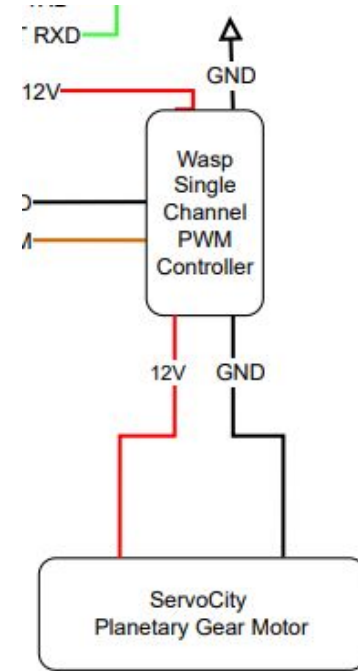 RXD
GND
12V
Wasp
Single
Channel
PWM
Controller
12V GND
ServoCity
Planetary Gear Motor